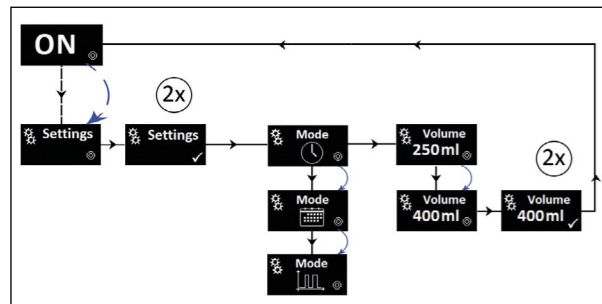 ON
2x
Settings
Settings
Mode
Volume
250ml
2x
Mode
Volume
400ml
Volume
400ml
Mode